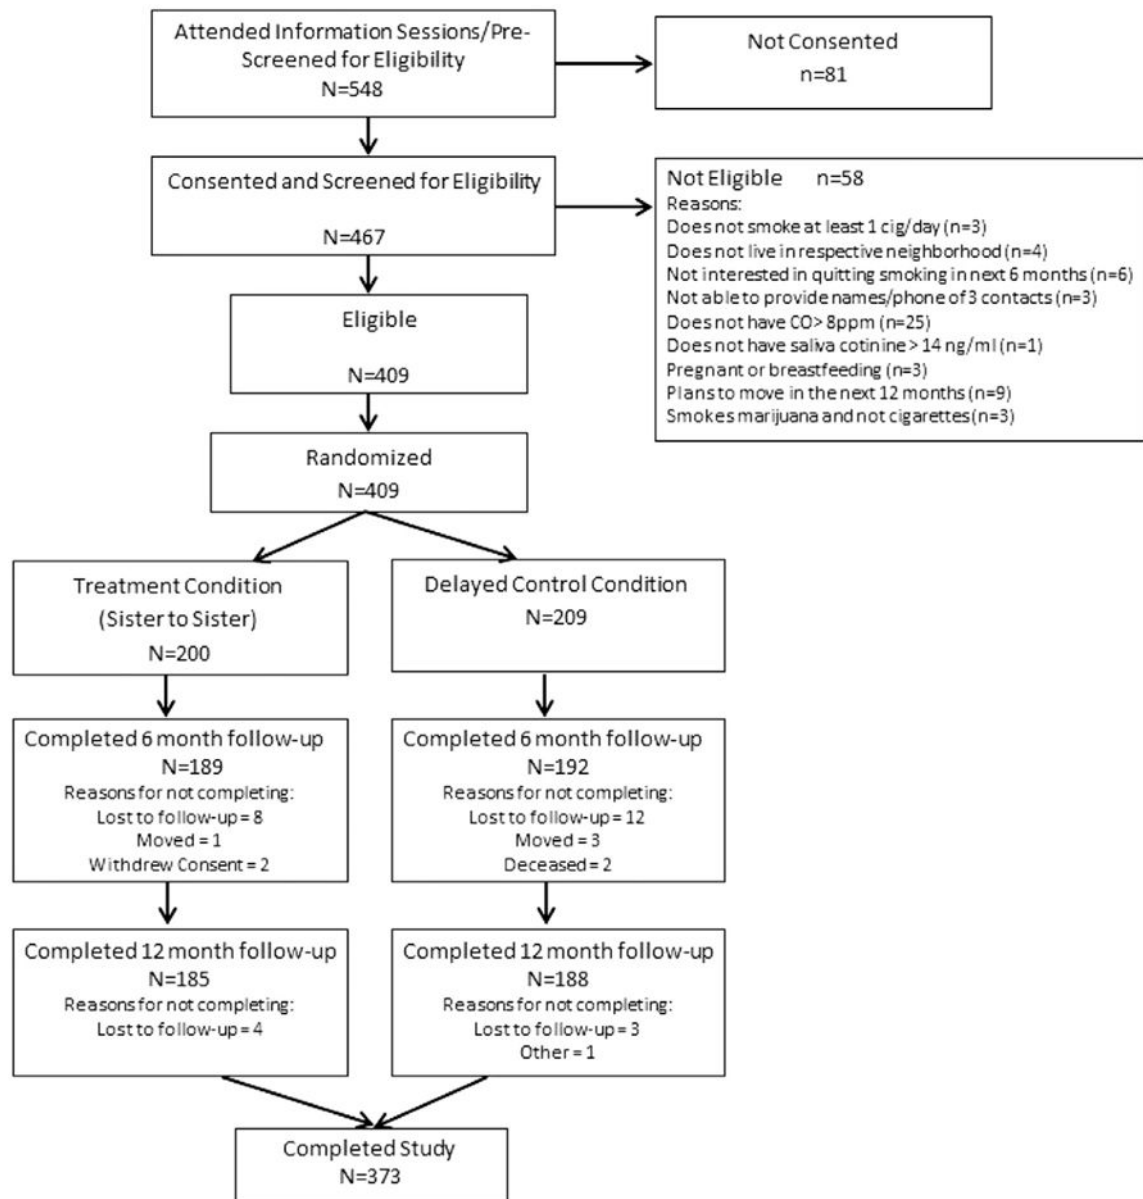 Attended Information Sessions/Pre-
Screened for Eligibility
N=548
Not Consented
n=81
Consented and Screened for Eligibility
N=467
Not Eligible n=58
Reasons:
Does not smoke at least 1 cig/day (n=3)
Does not live in respective neighborhood (n=4)
Not interested in quitting smoking in next 6 months (n=6)
Not able to provide names/phone of 3 contacts (n=3)
Does not have CO> 8ppm (n=25)
Does not have saliva cotinine > 14 ng/ml (n=1)
Pregnant or breastfeeding (n=3)
Plans to move in the next 12 months (n=9)
Smokes marijuana and not cigarettes (n=3)
Eligible
N=409
Randomized
N=409
Treatment Condition
(Sister to Sister)
N=200
Delayed Control Condition
N=209
Completed 6 month follow-up
N=189
Reasons for not completing:
Lost to follow-up = 8
Moved = 1
Withdrew Consent = 2
Completed 6 month follow-up
N=192
Reasons for not completing:
Lost to follow-up = 12
Moved = 3
Deceased = 2
Completed 12 month follow-up
N=185
Reasons for not completing:
Lost to follow-up = 4
Completed 12 month follow-up
N=188
Reasons for not completing:
Lost to follow-up = 3
Other = 1
Completed Study
N=373